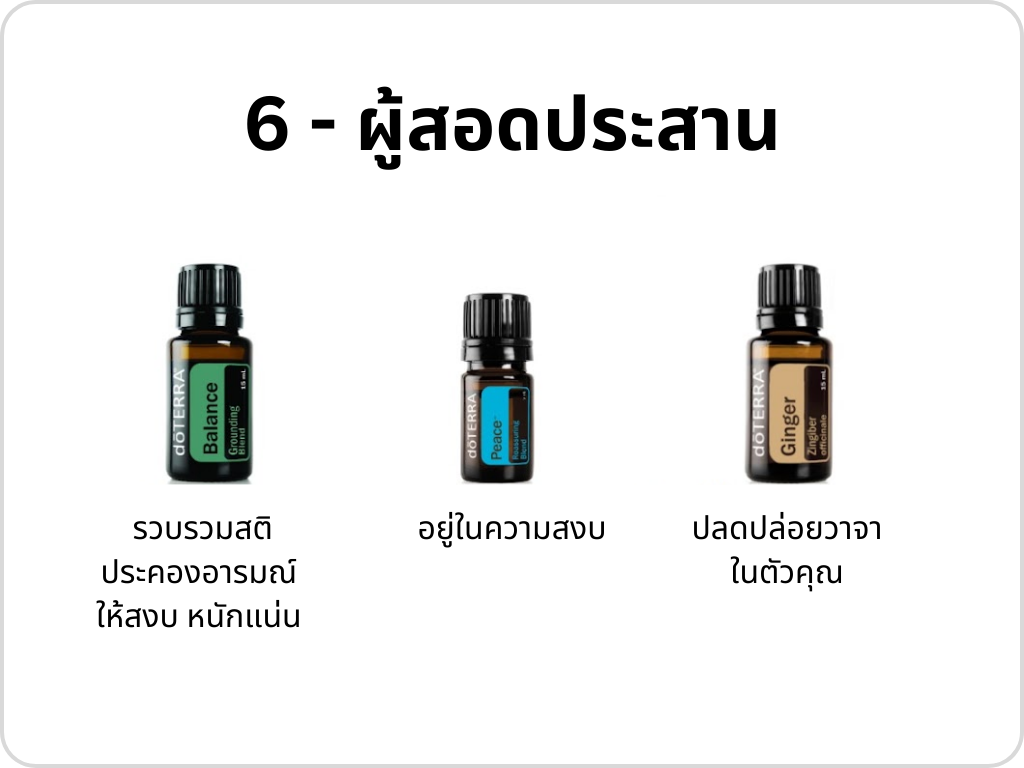 6 - ผู้สอดประสาน
dōTERRA
Balance
Grounding
Blend
15 mL
dōTERRA
Peace
Reassuring
Blend
dōTERRA
Ginger
Zingiber
officinale
15 mL
รวบรวมสติ
ประคองอารมณ์
ให้สงบ หนักแน่น
อยู่ในความสงบ
ปลดปล่อยวาจา
ในตัวคุณ